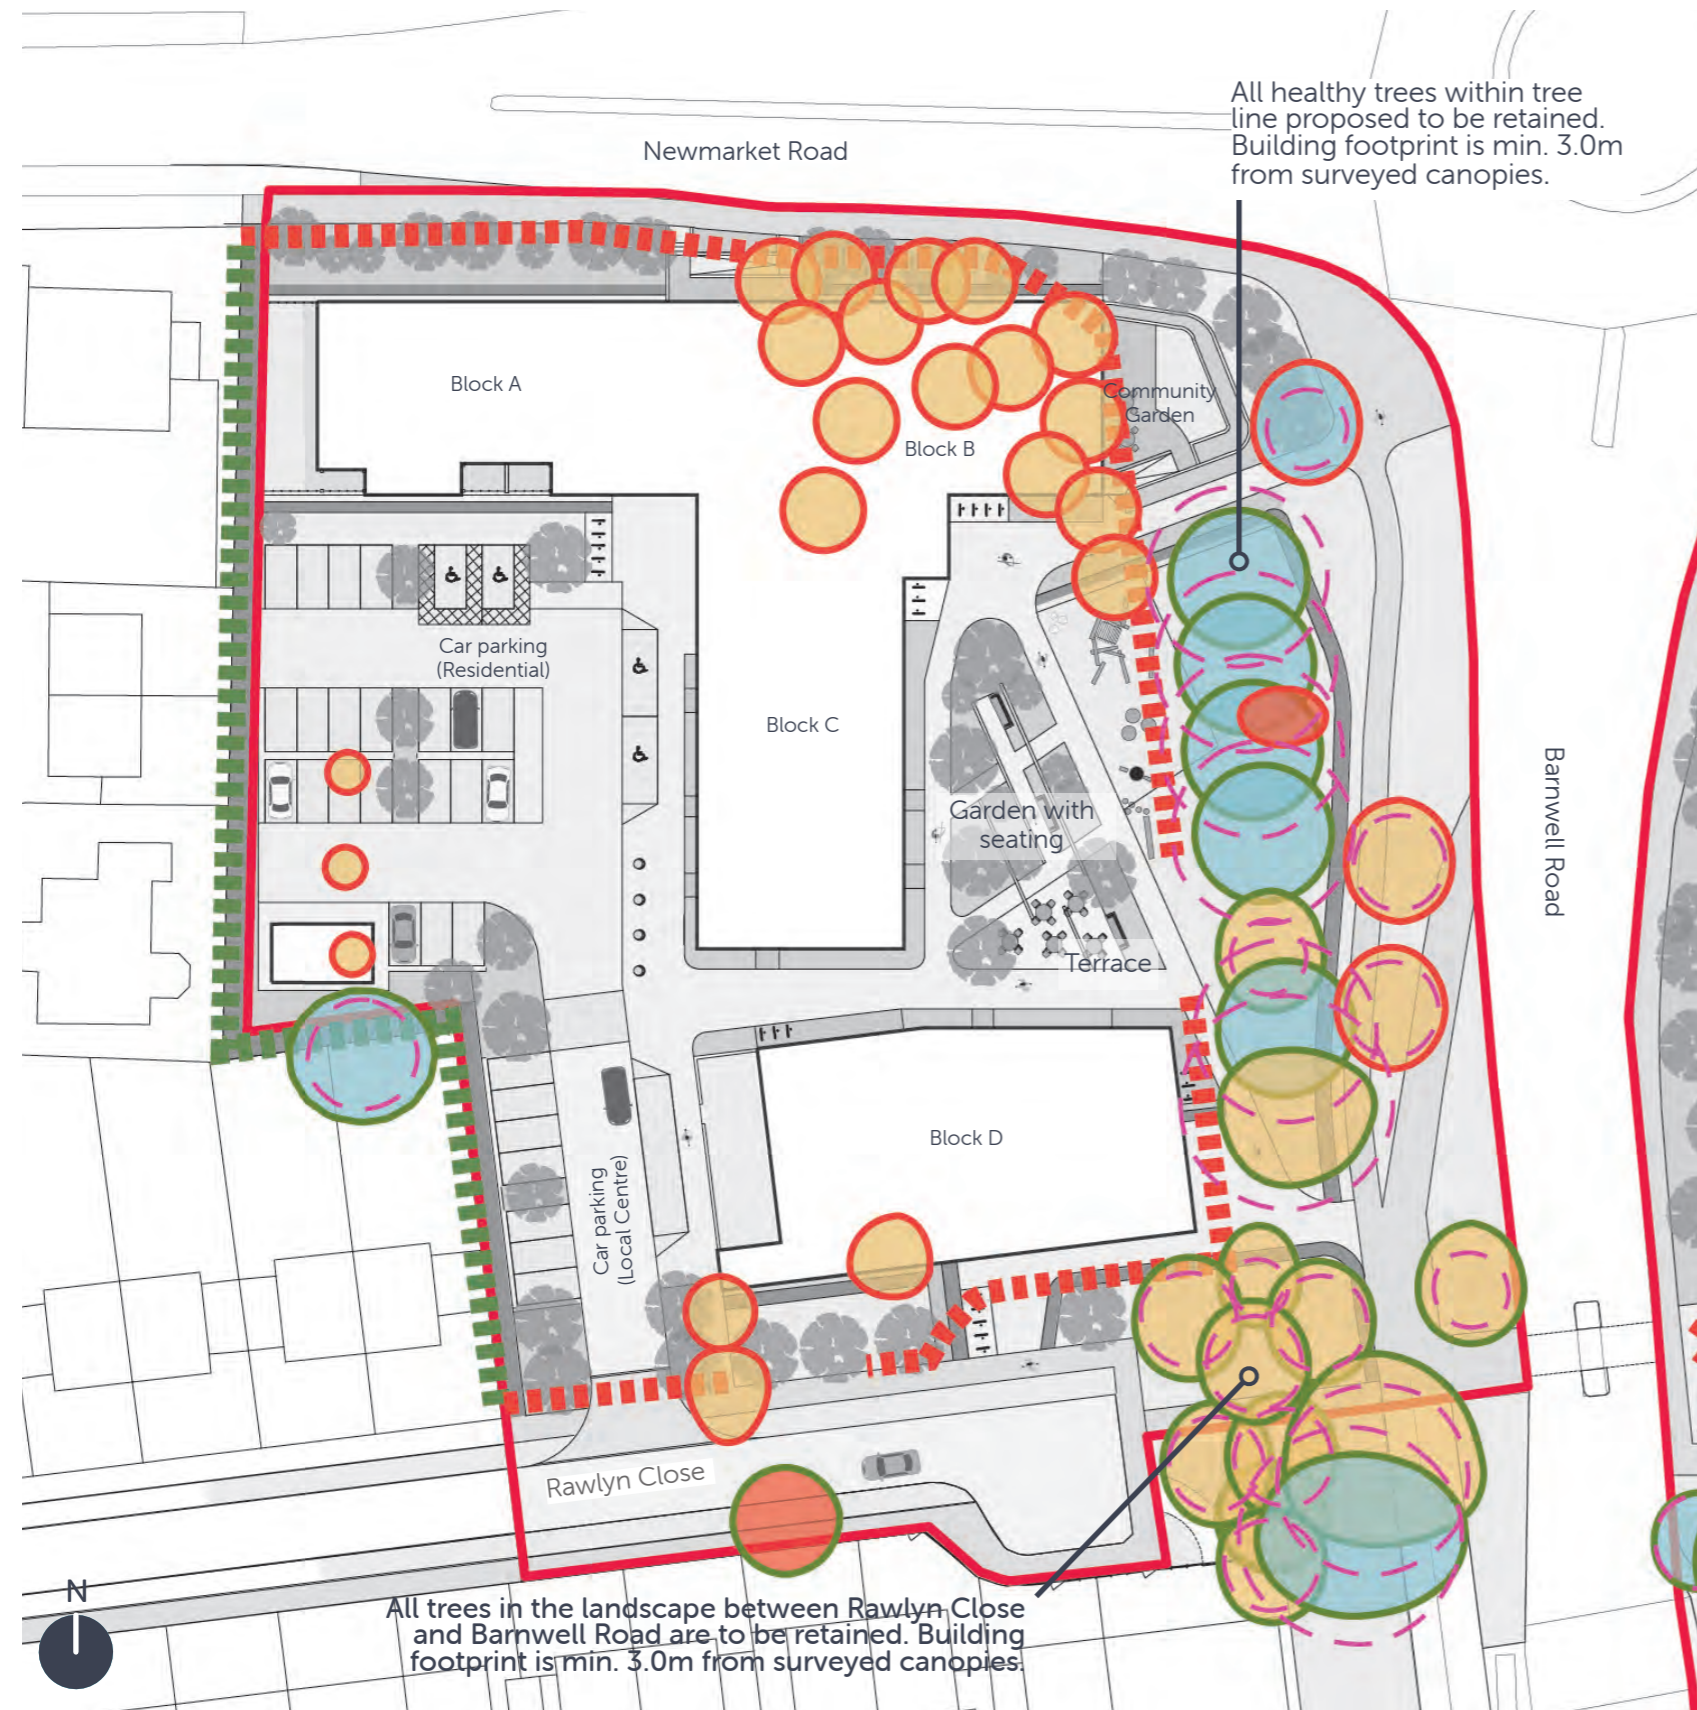 All healthy trees within tree
line proposed to be retained.
Building footprint is min. 3.0m
from surveyed canopies.
Newmarket Road
Block A
Community
Garden
Block B
Car parking
(Residential)
Block C
Garden with
seating
Barnwell Road
Terrace
Block D
Car parking
(Local Centre)
Rawlyn Close
N
All trees in the landscape between Rawlyn Close
and Barnwell Road are to be retained. Building
footprint is min. 3.0m from surveyed canopies.